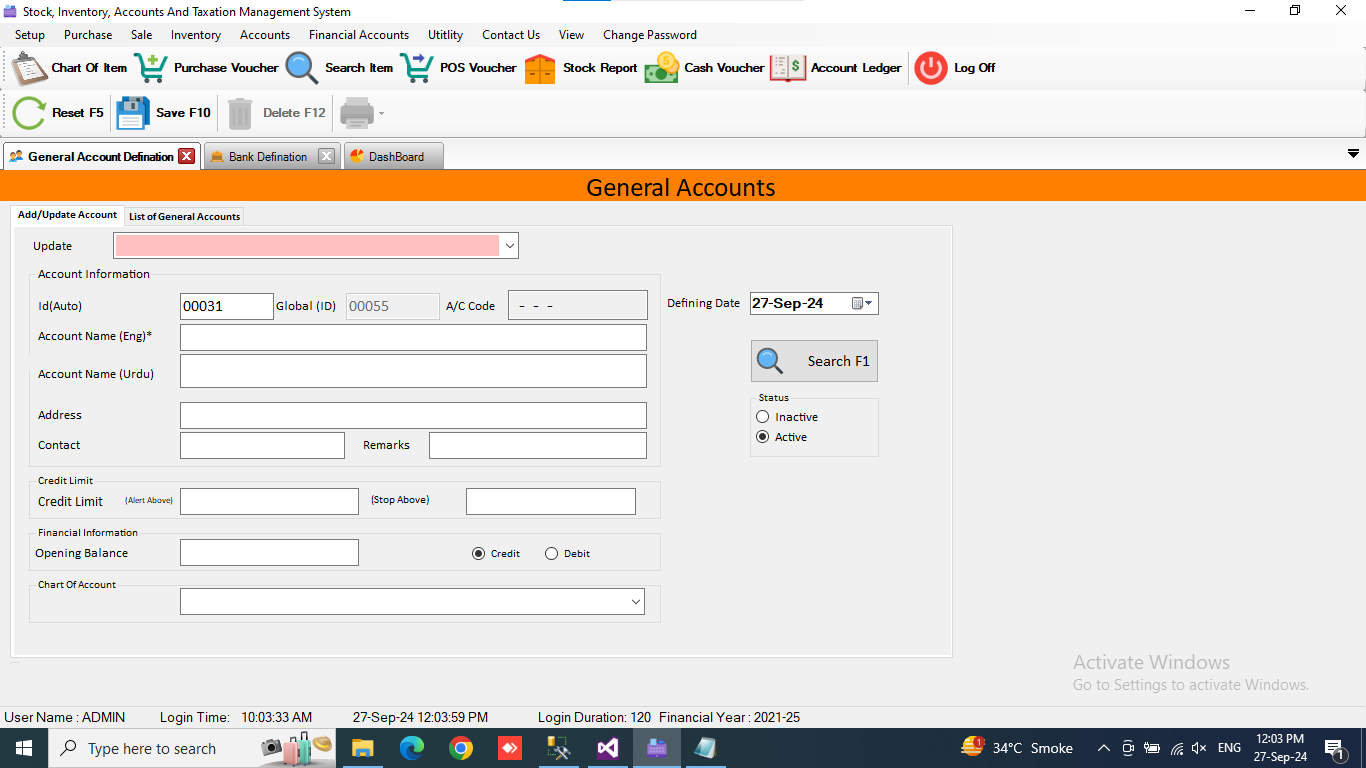 Stock, Inventory, Accounts And Taxation Management System
Setup Purchase Sale Inventory Accounts Financial Accounts Utitlity Contact Us View Change Password
Chart Of Item Purchase Voucher Search Item POS Voucher Stock Report Cash Voucher Account Ledger Log Off
Reset F5 Save F10 Delete F12
General Account Defination Bank Defination DashBoard
General Accounts
Add/Update Account List of General Accounts
Update
Account Information
Id(Auto) 00031 Global (ID) 00055 A/C Code - - - Defining Date 27-Sep-24
Account Name (Eng)*
Search F1
Account Name (Urdu)
Status
Address Inactive
Active
Contact Remarks
Credit Limit
Credit Limit (Alert Above) (Stop Above)
Financial Information
Opening Balance Credit Debit
Chart Of Account
Activate Windows
Go to Settings to activate Windows.
User Name : ADMIN Login Time: 10:03:33 AM 27-Sep-24 12:03:59 PM Login Duration: 120 Financial Year : 2021-25
Type here to search 34°C Smoke ENG 12:03 PM
27-Sep-24 1